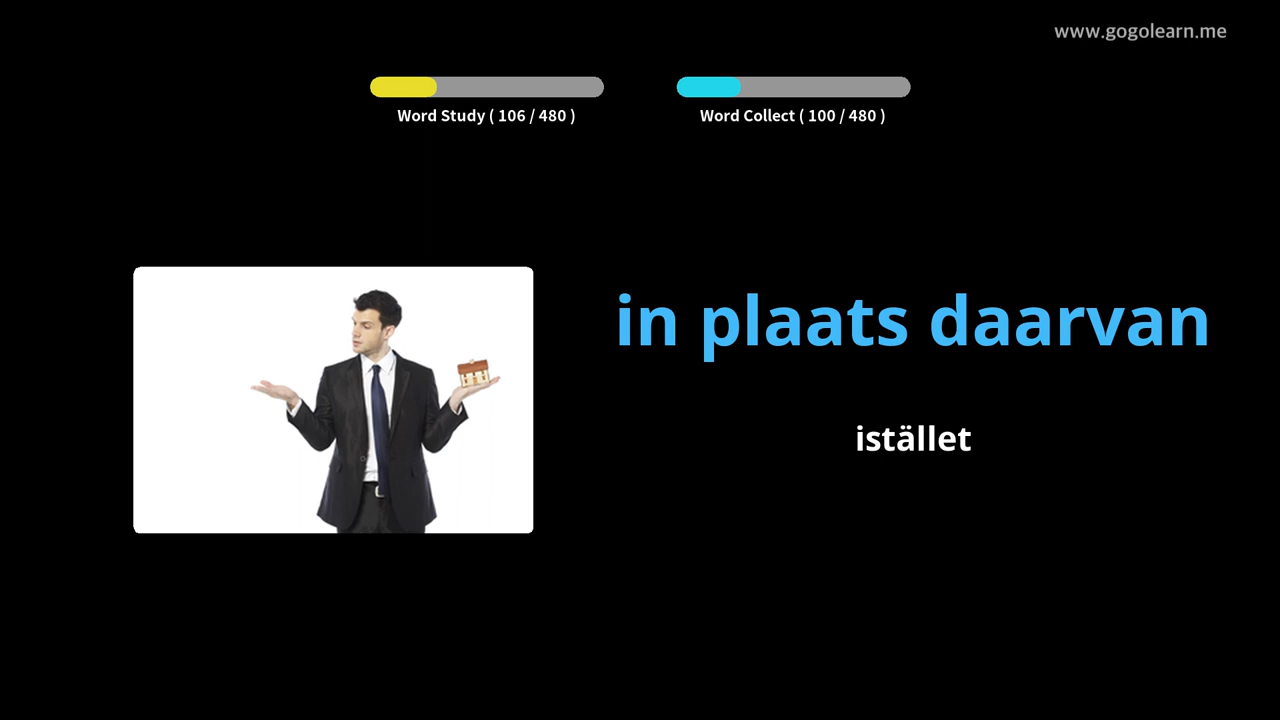 www.gogolearn.me
Word Study ( 106 / 480 )
Word Collect ( 100 / 480 )
in plaats daarvan
istället